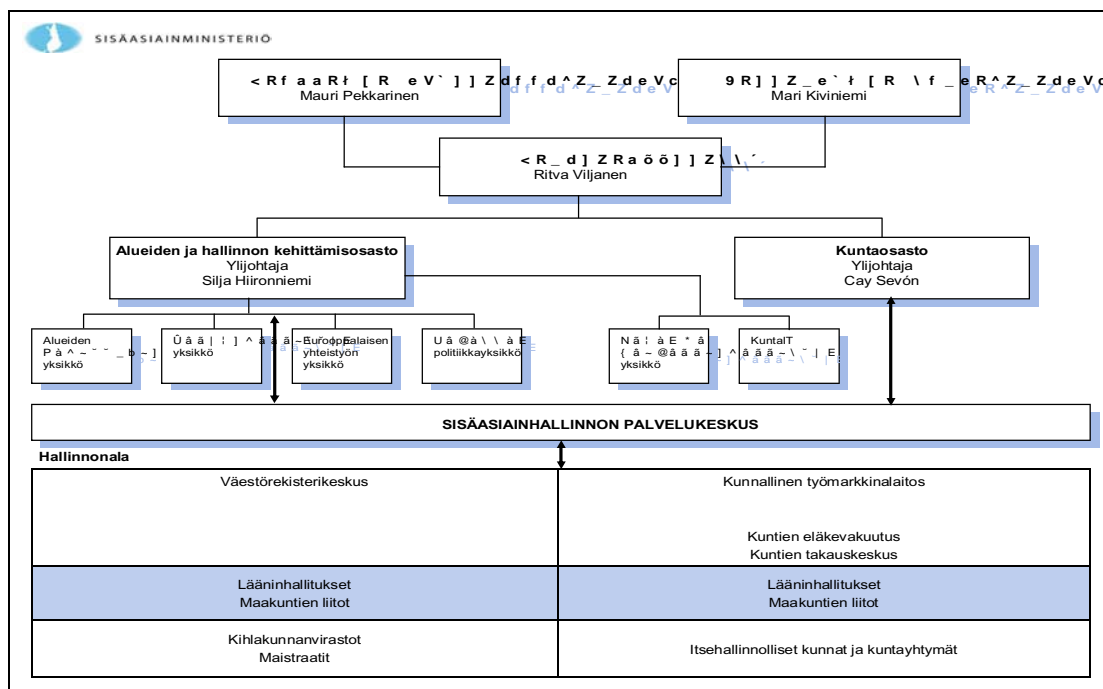 SISÄASIAINMINISTERIÖ
Mauri Pekkarinen
Mari Kiviniemi
Ritva Viljanen
Alueiden ja hallinnon kehittämisosasto
Ylijohtaja
Silja Hiironniemi
Kuntaosasto
Ylijohtaja
Cay Sevón
Alueiden
yksikkö
yksikkö
yhteistyön
yksikkö
politiikkayksikkö
yksikkö
KuntaIT
SISÄASIAINHALLINNON PALVELUKESKUS
Hallinnonala
Väestörekisterikeskus
Kunnallinen työmarkkinalaitos
Kuntien eläkevakuutus
Kuntien takauskeskus
Lääninhallitukset
Maakuntien liitot
Lääninhallitukset
Maakuntien liitot
Kihlakunnanvirastot
Maistraatit
Itsehallinnolliset kunnat ja kuntayhtymät